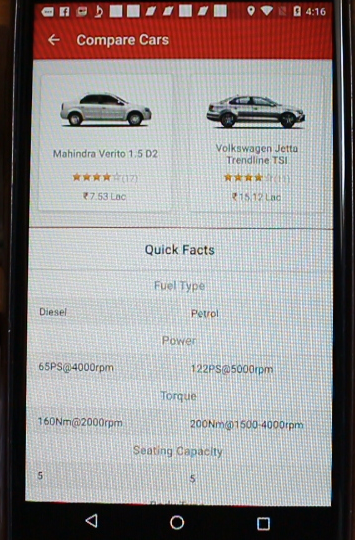 4:16
Compare Cars
Mahindra Verito 1.5 D2
(17)
₹7.53 Lac
Volkswagen Jetta
Trendline TSI
₹15.12 Lac
Quick Facts
Fuel Type
Diesel Petrol
Power
65PS@4000rpm 122PS@5000rpm
Torque
160Nm@2000rpm 200Nm@1500-4000rpm
Seating Capacity
5 5